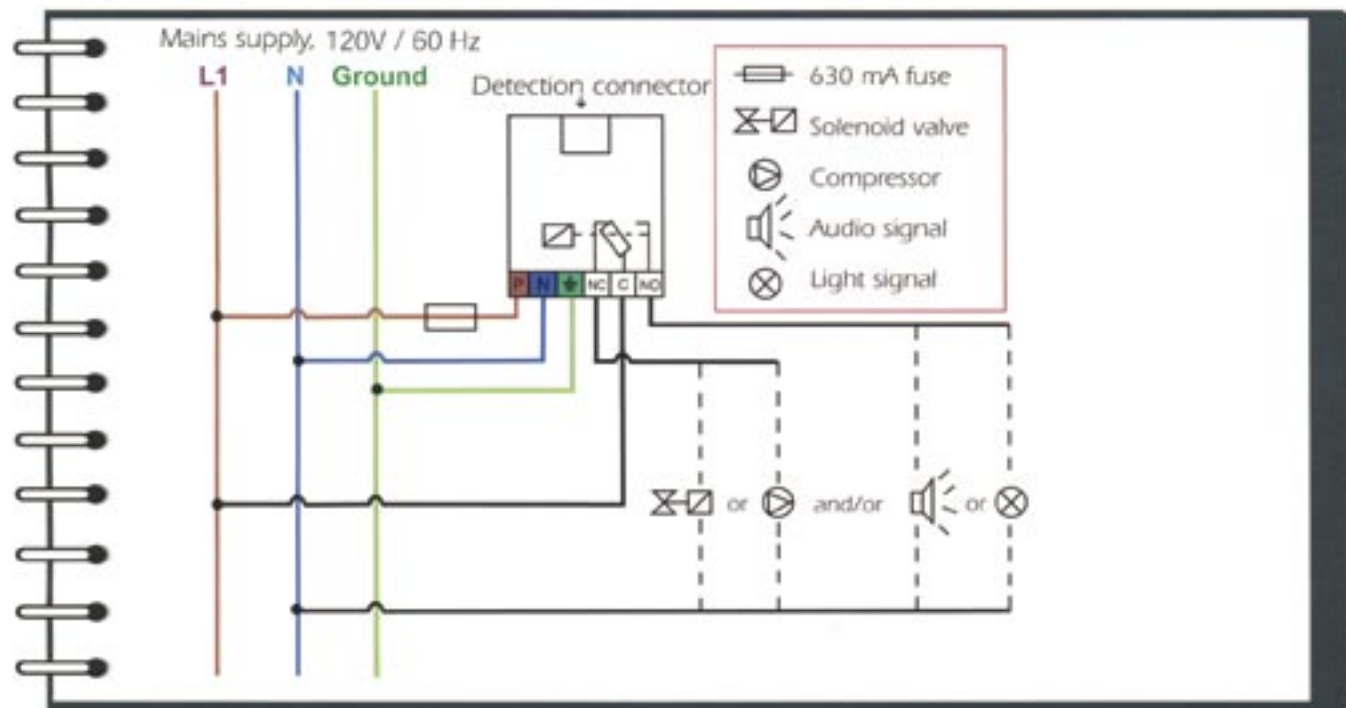 Mains supply, 120V / 60 Hz
L1 N Ground
Detection connector
630 mA fuse
Solenoid valve
Compressor
Audio signal
Light signal
P N NC C NO
or and/or or